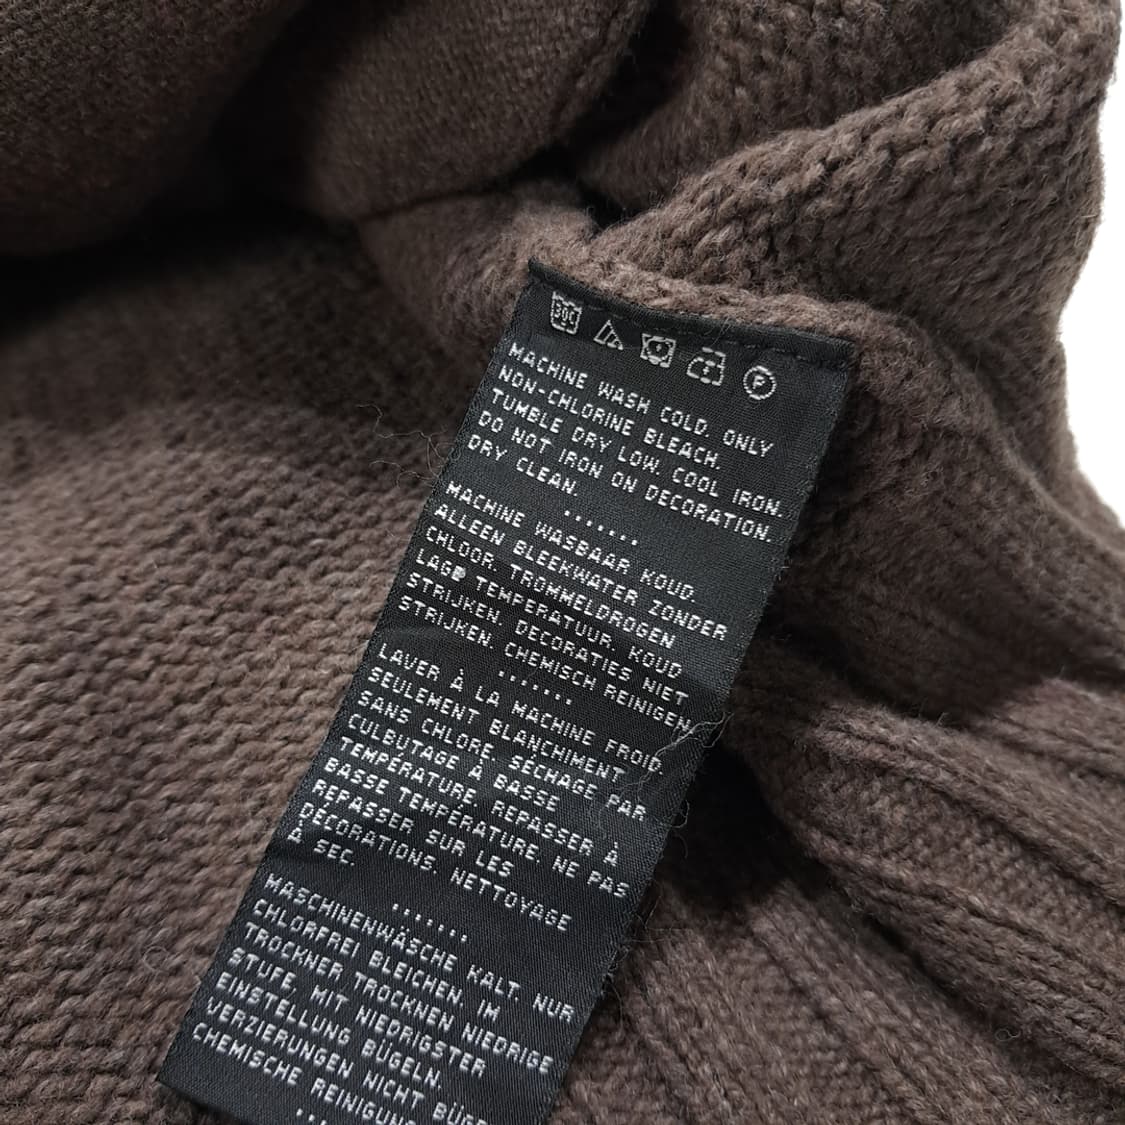 30C
P
MACHINE WASH COLD. ONLY
NON-CHLORINE BLEACH.
TUMBLE DRY LOW. COOL IRON.
DO NOT IRON ON DECORATION.
DRY CLEAN.
.......
MACHINE WASBAAR KOUD.
ALLEEN BLEEKWATER ZONDER
CHLOOR. TROMMELDROGEN
LAGE TEMPERATUUR. KOUD
STRIJKEN. DECORATIES NIET
STRIJKEN. CHEMISCH REINIGEN
.......
LAVER À LA MACHINE FROID.
SEULEMENT BLANCHIMENT
SANS CHLORE. SÉCHAGE PAR
CULBUTAGE À BASSE
TEMPÉRATURE. REPASSER À
BASSE TEMPÉRATURE. NE PAS
REPASSER SUR LES
DÉCORATIONS. NETTOYAGE
À SEC.
.......
MASCHINENWÄSCHE KALT. NUR
CHLORFREI BLEICHEN. IM
TROCKNER TROCKNEN NIEDRIGE
STUFE. MIT NIEDRIGSTER
EINSTELLUNG BÜGELN.
VERZIERUNGEN NICHT BÜGE
CHEMISCHE REINIGUNG